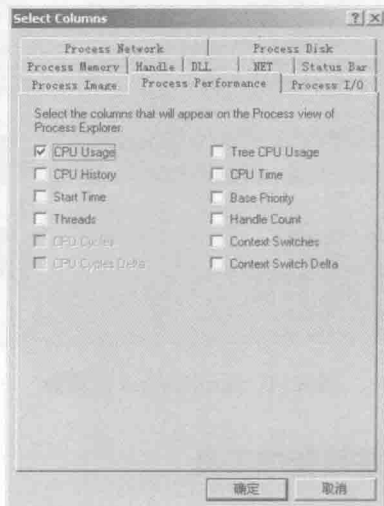 Select Columns
Process Network Process Disk
Process Memory Handle DLL .NET Status Bar
Process Image Process Performance Process I/O
Select the columns that will appear on the Process view of
Process Explorer.
CPU Usage Tree CPU Usage
CPU History CPU Time
Start Time Base Priority
Threads Handle Count
CPU Cycles Context Switches
CPU Cycles Delta Context Switch Delta
确定 取消